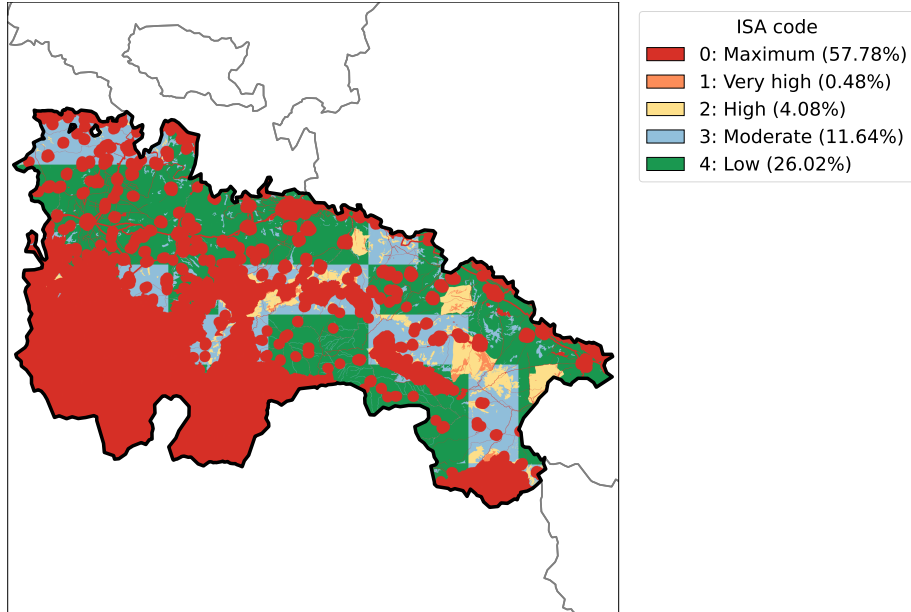 ISA code
0: Maximum (57.78%)
1: Very high (0.48%)
2: High (4.08%)
3: Moderate (11.64%)
4: Low (26.02%)